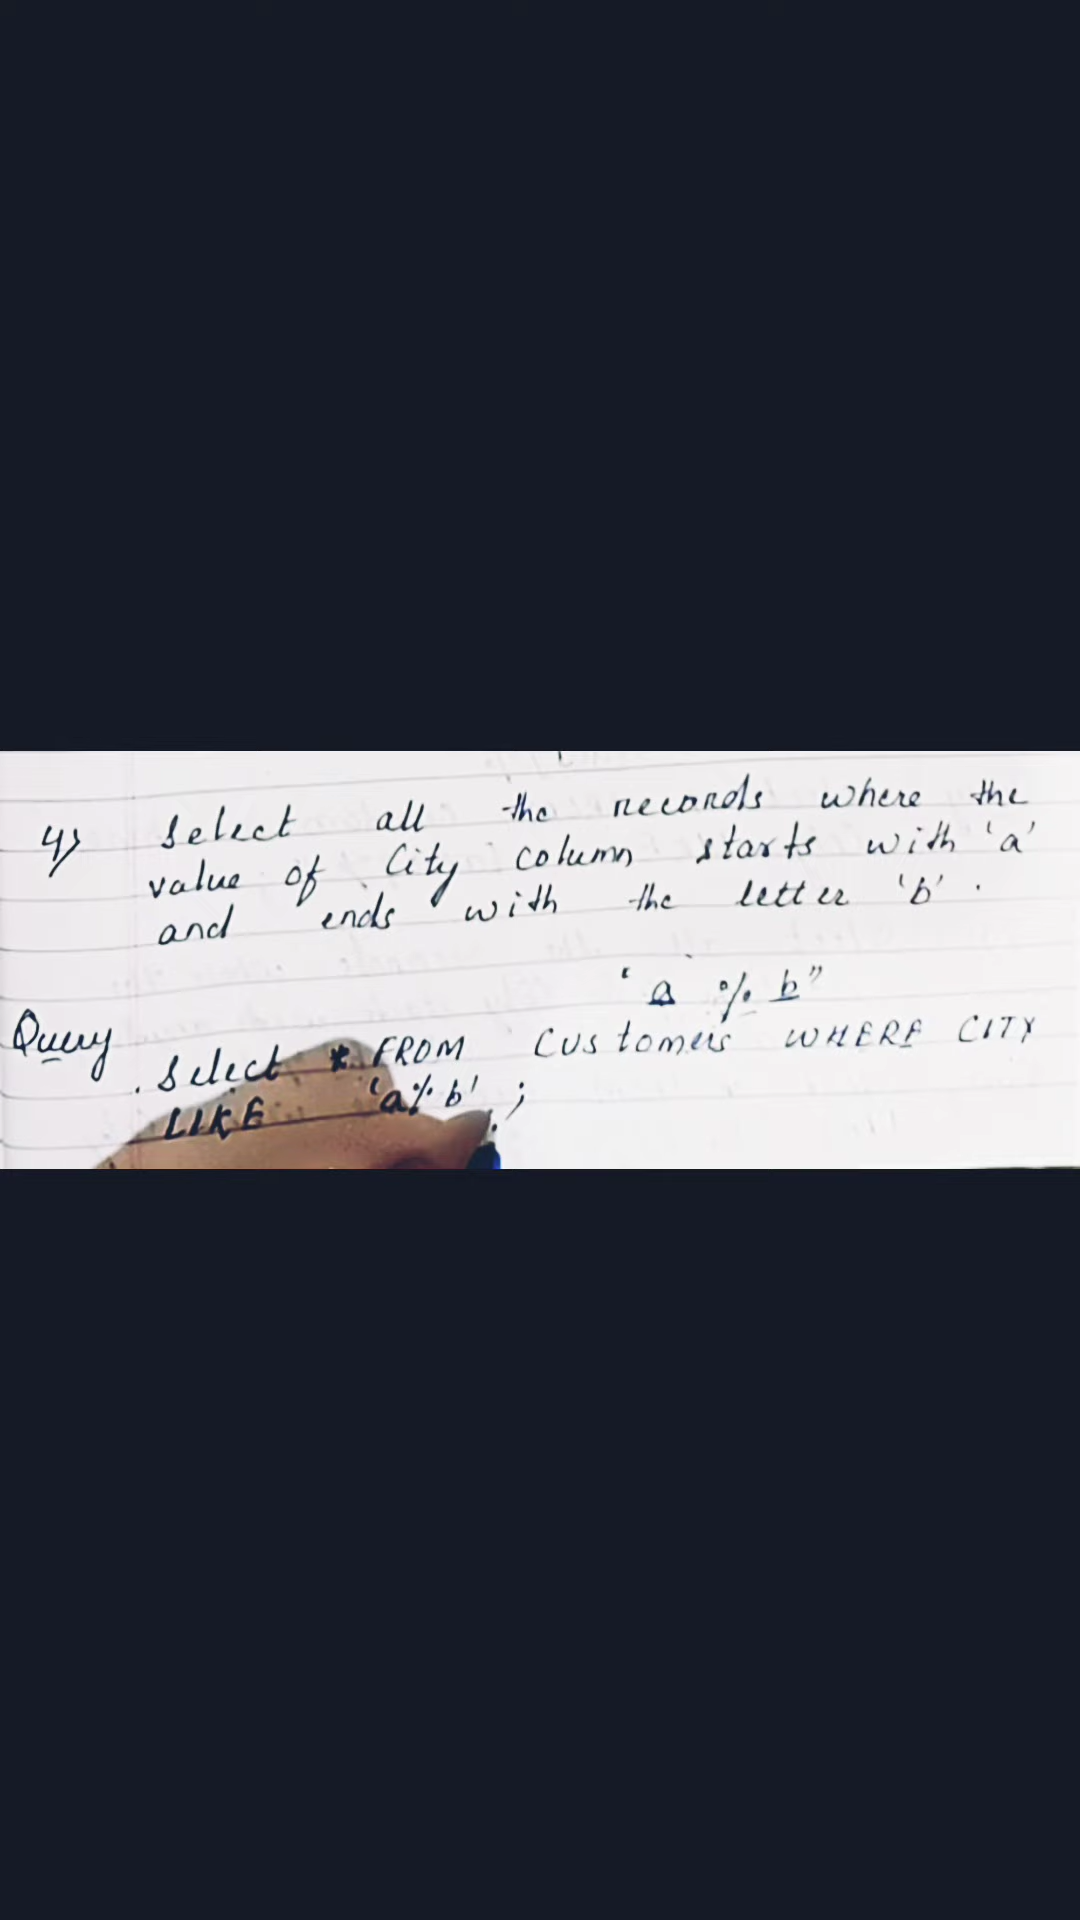 4> Select all the records where the
value of City column starts with 'a'
and ends with the letter 'b'.
'a % b"
Query
Select * FROM Customers WHERE CITY
LIKE 'a%b';